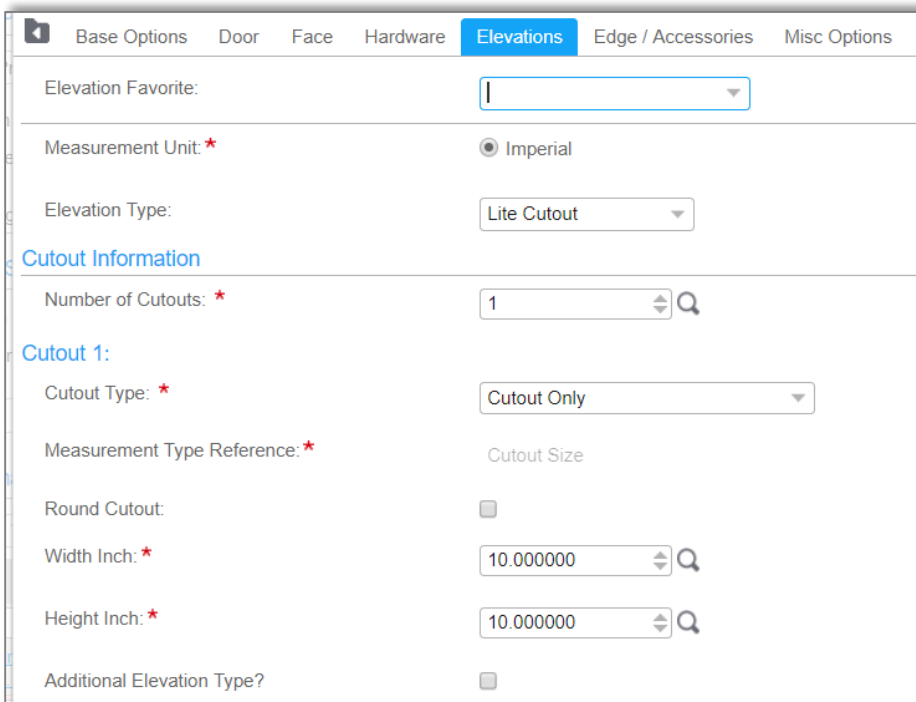 Base Options Door Face Hardware Elevations Edge / Accessories Misc Options
Elevation Favorite:
Measurement Unit:* Imperial
Elevation Type: Lite Cutout
Cutout Information
Number of Cutouts: * 1
Cutout 1:
Cutout Type: * Cutout Only
Measurement Type Reference:* Cutout Size
Round Cutout:
Width Inch:* 10.000000
Height Inch:* 10.000000
Additional Elevation Type?